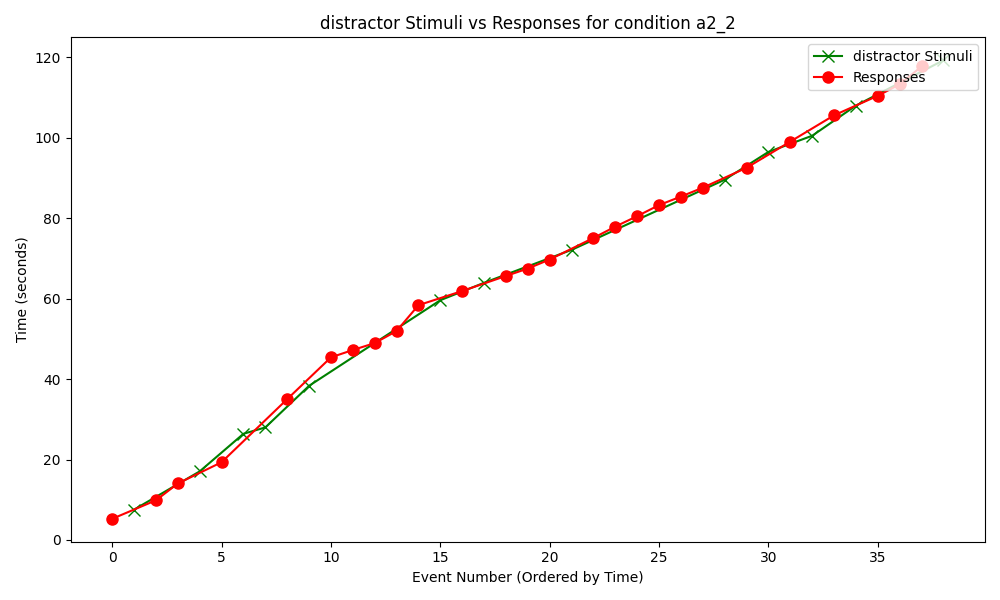 distractor Stimuli vs Responses for condition a2_2
distractor Stimuli
Responses
120
100
80
60
40
20
0
Time (seconds)
0 5 10 15 20 25 30 35
Event Number (Ordered by Time)